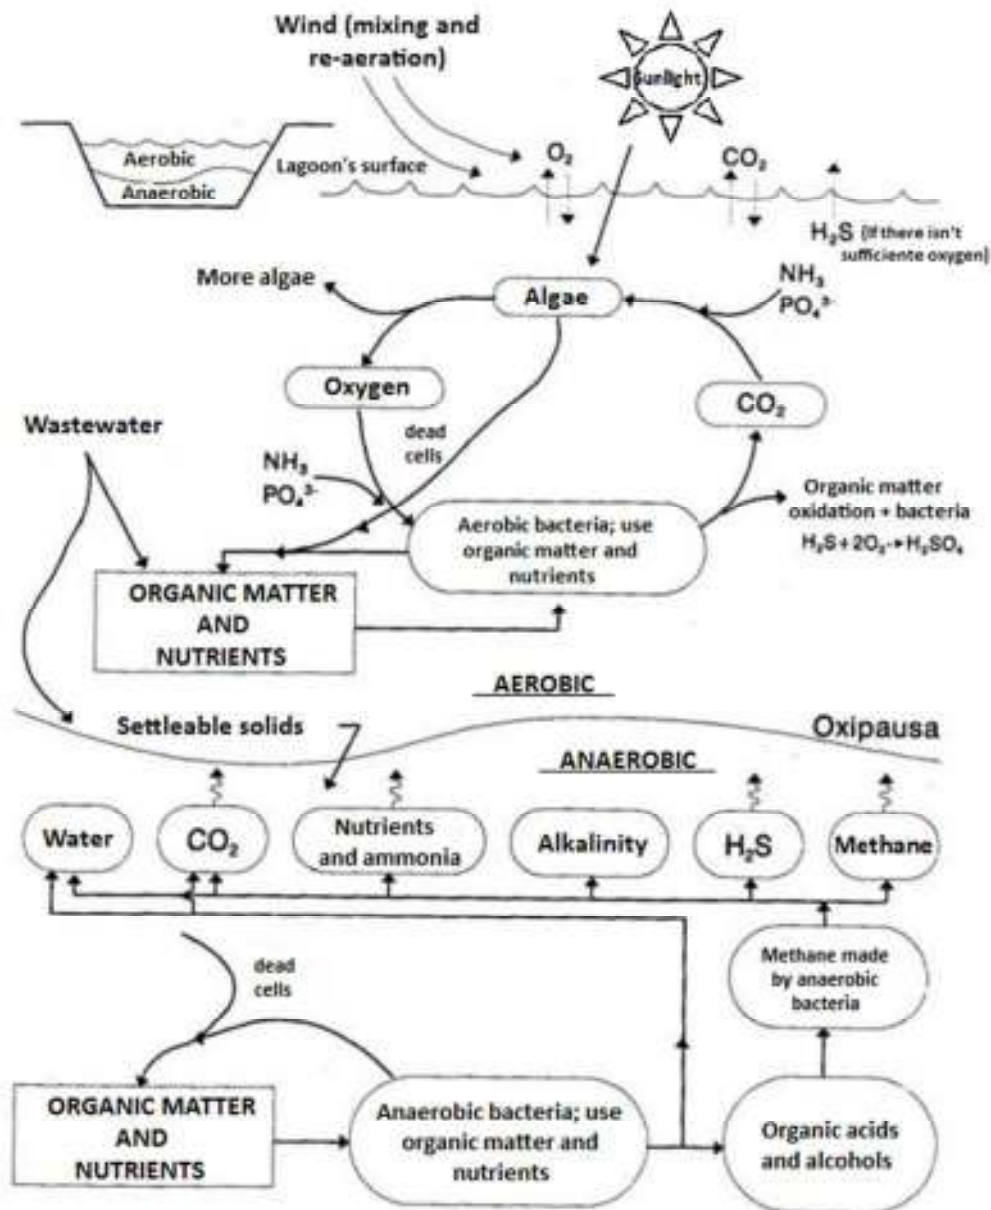 Wind (mixing and
re-aeration)
Sunlight
Aerobic
Anaerobic
Lagoon's surface
O₂
CO₂
H₂S (If there isn't
sufficiente oxygen)
More algae
Algae
NH₃
PO₄³⁻
Oxygen
CO₂
Wastewater
dead
cells
NH₃
PO₄³⁻
Aerobic bacteria; use
organic matter and
nutrients
Organic matter
oxidation + bacteria
H₂S + 2O₂→H₂SO₄
ORGANIC MATTER
AND
NUTRIENTS
AEROBIC
Settleable solids
Oxipausa
ANAEROBIC
Water
CO₂
Nutrients
and ammonia
Alkalinity
H₂S
Methane
dead
cells
Methane made
by anaerobic
bacteria
ORGANIC MATTER
AND
NUTRIENTS
Anaerobic bacteria; use
organic matter and
nutrients
Organic acids
and alcohols